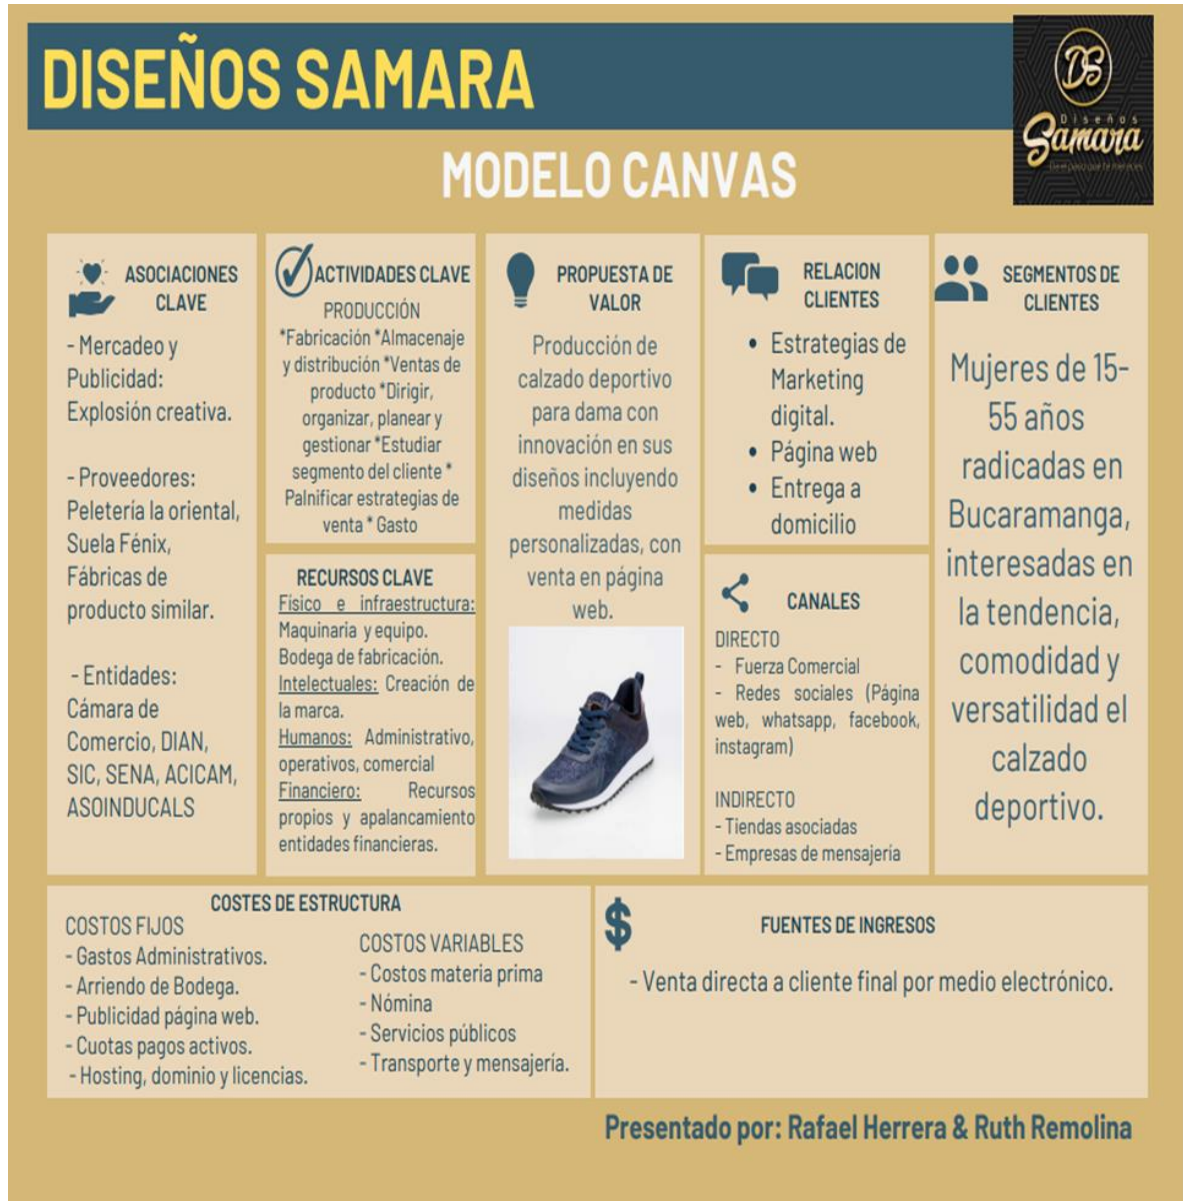 DISEÑOS SAMARA
DS
Diseños
Samara
MODELO CANVAS
ASOCIACIONES
CLAVE
- Mercadeo y
Publicidad:
Explosión creativa.
- Proveedores:
Peletería la oriental,
Suela Fénix,
Fábricas de
producto similar.
- Entidades:
Cámara de
Comercio, DIAN,
SIC, SENA, ACICAM,
ASOINDUCALS
ACTIVIDADES CLAVE
PRODUCCIÓN
*Fabricación *Almacenaje
y distribución *Ventas de
producto *Dirigir,
organizar, planear y
gestionar *Estudiar
segmento del cliente *
Palnificar estrategias de
venta * Gasto
RECURSOS CLAVE
Físico e infraestructura:
Maquinaria y equipo.
Bodega de fabricación.
Intelectuales: Creación de
la marca.
Humanos: Administrativo,
operativos, comercial
Financiero: Recursos
propios y apalancamiento
entidades financieras.
PROPUESTA DE
VALOR
Producción de
calzado deportivo
para dama con
innovación en sus
diseños incluyendo
medidas
personalizadas, con
venta en página
web.
RELACION
CLIENTES
• Estrategias de
Marketing
digital.
• Página web
• Entrega a
domicilio
CANALES
DIRECTO
- Fuerza Comercial
- Redes sociales (Página
web, whatsapp, facebook,
instagram)
INDIRECTO
- Tiendas asociadas
- Empresas de mensajería
SEGMENTOS DE
CLIENTES
Mujeres de 15-
55 años
radicadas en
Bucaramanga,
interesadas en
la tendencia,
comodidad y
versatilidad el
calzado
deportivo.
COSTES DE ESTRUCTURA
COSTOS FIJOS
- Gastos Administrativos.
- Arriendo de Bodega.
- Publicidad página web.
- Cuotas pagos activos.
- Hosting, dominio y licencias.
COSTOS VARIABLES
- Costos materia prima
- Nómina
- Servicios públicos
- Transporte y mensajería.
$
FUENTES DE INGRESOS
- Venta directa a cliente final por medio electrónico.
Presentado por: Rafael Herrera & Ruth Remolina